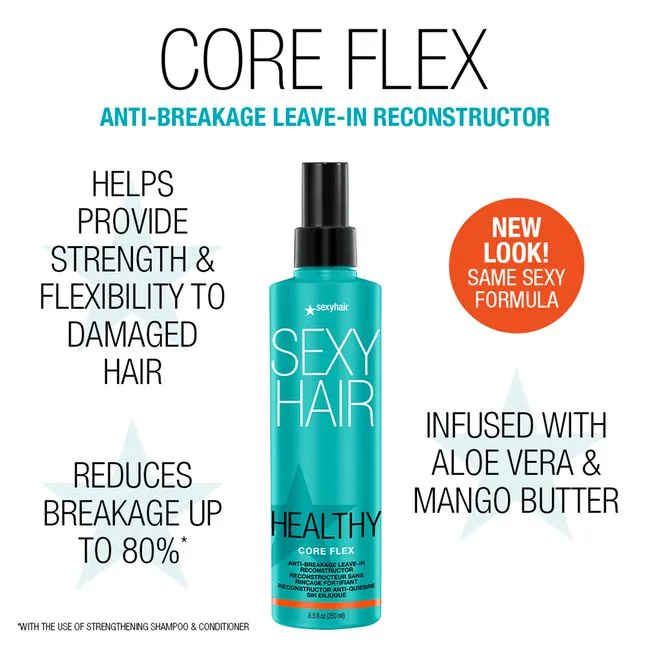 CORE FLEX
ANTI-BREAKAGE LEAVE-IN RECONSTRUCTOR
HELPS
PROVIDE
STRENGTH &
FLEXIBILITY TO
DAMAGED
HAIR
REDUCES
BREAKAGE UP
TO 80%*
sexyhair.
SEXY
HAIR
HEALTHY
CORE FLEX
ANTI-BREAKAGE LEAVE-IN
RECONSTRUCTOR
RECONSTRUCTEUR SANS
RINÇAGE FORTIFIANT
RECONSTRUCTOR ANTI-QUIEBRE
SIN ENJUGUE
8.5 fl oz (250 ml)
NEW
LOOK!
SAME SEXY
FORMULA
INFUSED WITH
ALOE VERA &
MANGO BUTTER
*WITH THE USE OF STRENGTHENING SHAMPOO & CONDITIONER